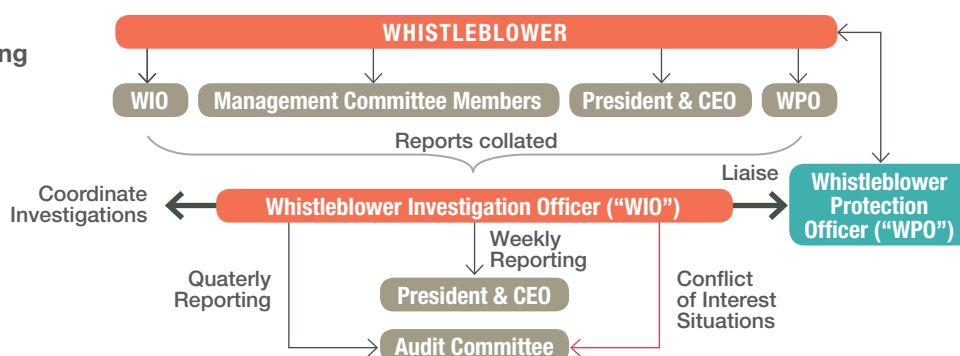 WHISTLEBLOWER
ng
WIO
Management Committee Members
President & CEO
WPO
Reports collated
Coordinate
Investigations
Whistleblower Investigation Officer (“WIO”)
Liaise
Whistleblower
Protection
Officer (“WPO”)
Quaterly
Reporting
Weekly
Reporting
Conflict
of Interest
Situations
President & CEO
Audit Committee